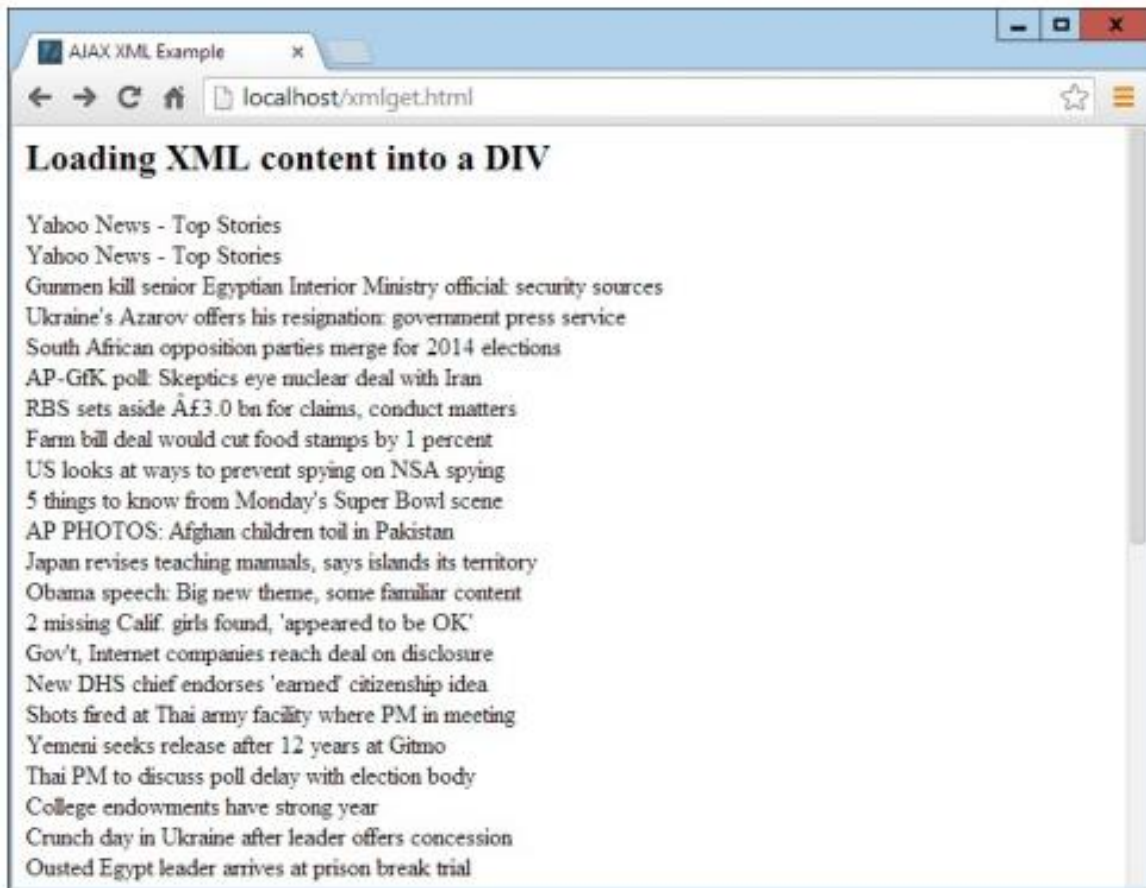 AJAX XML Example
localhost/xmlget.html
Loading XML content into a DIV
Yahoo News - Top Stories
Yahoo News - Top Stories
Gunmen kill senior Egyptian Interior Ministry official: security sources
Ukraine's Azarov offers his resignation: government press service
South African opposition parties merge for 2014 elections
AP-GfK poll: Skeptics eye nuclear deal with Iran
RBS sets aside Â£3.0 bn for claims, conduct matters
Farm bill deal would cut food stamps by 1 percent
US looks at ways to prevent spying on NSA spying
5 things to know from Monday's Super Bowl scene
AP PHOTOS: Afghan children toil in Pakistan
Japan revises teaching manuals, says islands its territory
Obama speech: Big new theme, some familiar content
2 missing Calif. girls found, 'appeared to be OK'
Gov't, Internet companies reach deal on disclosure
New DHS chief endorses 'earned' citizenship idea
Shots fired at Thai army facility where PM in meeting
Yemeni seeks release after 12 years at Gitmo
Thai PM to discuss poll delay with election body
College endowments have strong year
Crunch day in Ukraine after leader offers concession
Ousted Egypt leader arrives at prison break trial